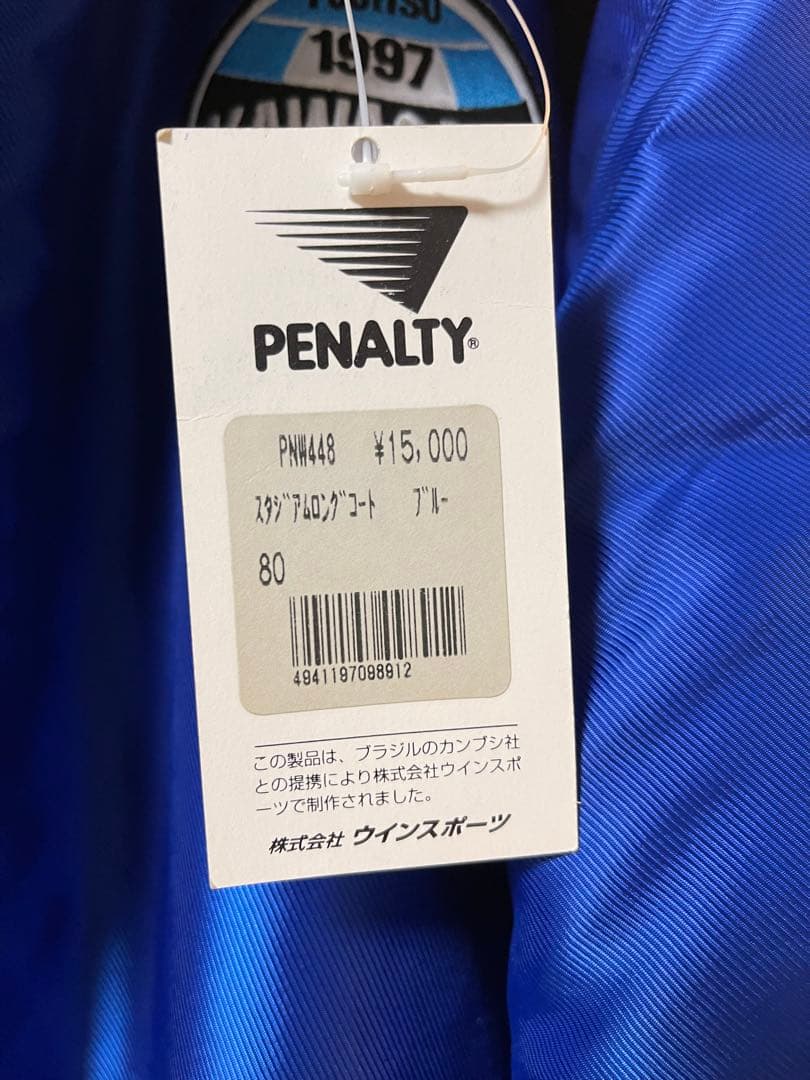 FUJITSU
1997
PENALTY®
PNW448 ¥15,000
スタジアムロングコート ブルー
80
4941197098912
この製品は、ブラジルのカンブシ社
との提携により株式会社ウインスポ
ーツで制作されました。
株式会社 ウインスポーツ